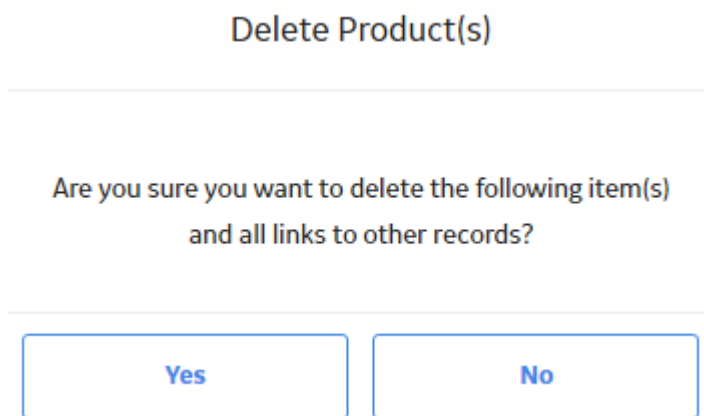 Delete Product(s)
Are you sure you want to delete the following item(s)
and all links to other records?
Yes
No